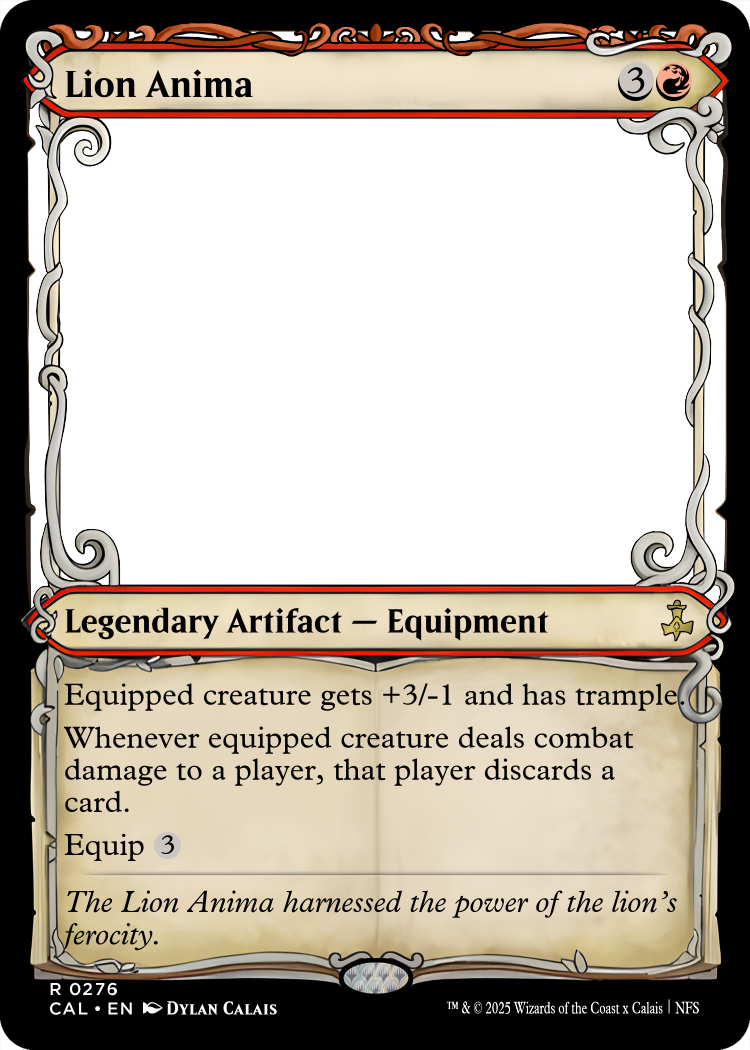 Lion Anima
3
Legendary Artifact — Equipment
Equipped creature gets +3/-1 and has trample.
Whenever equipped creature deals combat
damage to a player, that player discards a
card.
Equip 3
The Lion Anima harnessed the power of the lion's
ferocity.
R 0276
CAL • EN DYLAN CALAIS
™ & © 2025 Wizards of the Coast x Calais | NFS